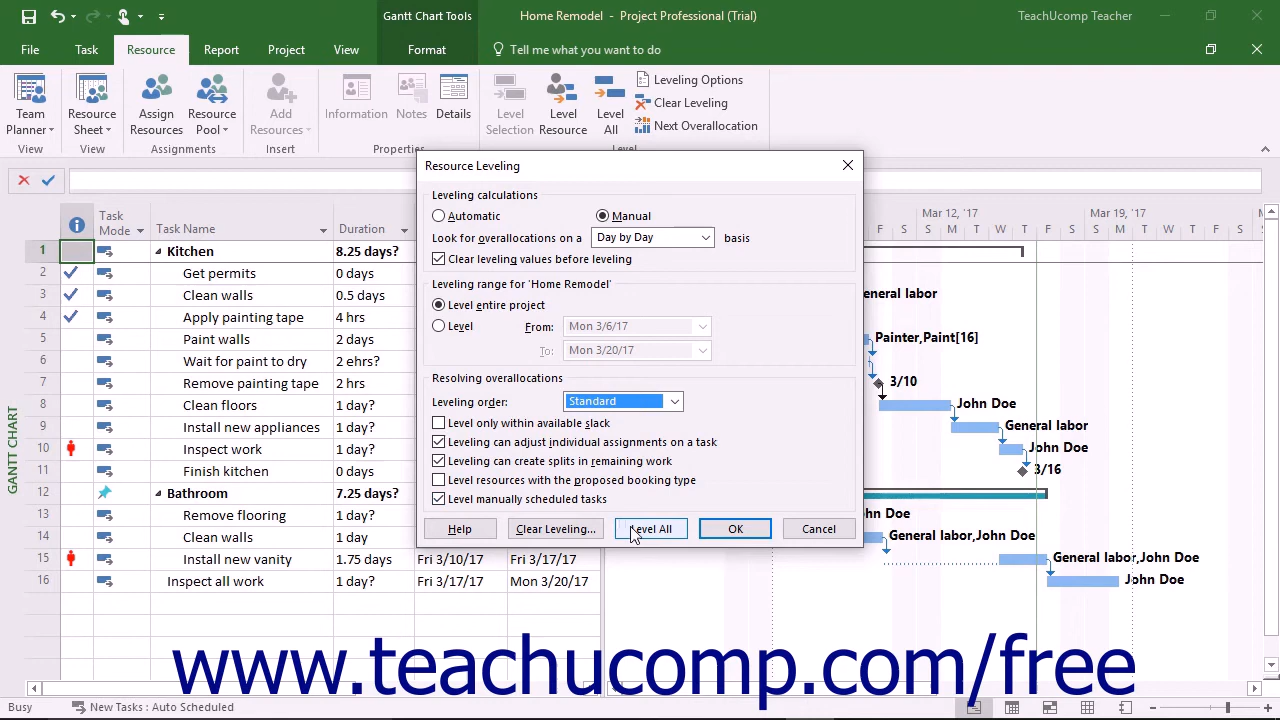 Gantt Chart Tools
Home Remodel - Project Professional (Trial)
TeachUcomp Teacher
File Task Resource Report Project View Format Tell me what you want to do
Team Planner
Resource Sheet
Assign Resources
Resource Pool
Add Resources
Information
Notes
Details
Level Selection
Level Resource
Level All
Leveling Options
Clear Leveling
Next Overallocation
View View Assignments Insert Properties Level
Resource Leveling
Leveling calculations
Automatic Manual
Look for overallocations on a Day by Day basis
Clear leveling values before leveling
Leveling range for 'Home Remodel'
Level entire project
Level From: Mon 3/6/17
To: Mon 3/20/17
Resolving overallocations
Leveling order: Standard
Level only within available slack
Leveling can adjust individual assignments on a task
Leveling can create splits in remaining work
Level resources with the proposed booking type
Level manually scheduled tasks
Help Clear Leveling... Level All OK Cancel
Task Mode Task Name Duration
Mar 12, '17 Mar 19, '17
F S S M T W T F S S M T W T F S
1 Kitchen 8.25 days?
2 Get permits 0 days
3 Clean walls 0.5 days
eneral labor
4 Apply painting tape 4 hrs
5 Paint walls 2 days
Painter,Paint[16]
6 Wait for paint to dry 2 ehrs?
7 Remove painting tape 2 hrs
3/10
8 Clean floors 1 day?
John Doe
9 Install new appliances 1 day?
General labor
10 Inspect work 1 day?
John Doe
11 Finish kitchen 0 days
3/16
12 Bathroom 7.25 days?
13 Remove flooring 1 day?
hn Doe
14 Clean walls 1 day?
General labor,John Doe
15 Install new vanity 1.75 days Fri 3/10/17 Fri 3/17/17
General labor,John Doe
16 Inspect all work 1 day? Fri 3/17/17 Mon 3/20/17
John Doe
GANTT CHART
www.teachucomp.com/free
Busy New Tasks : Auto Scheduled